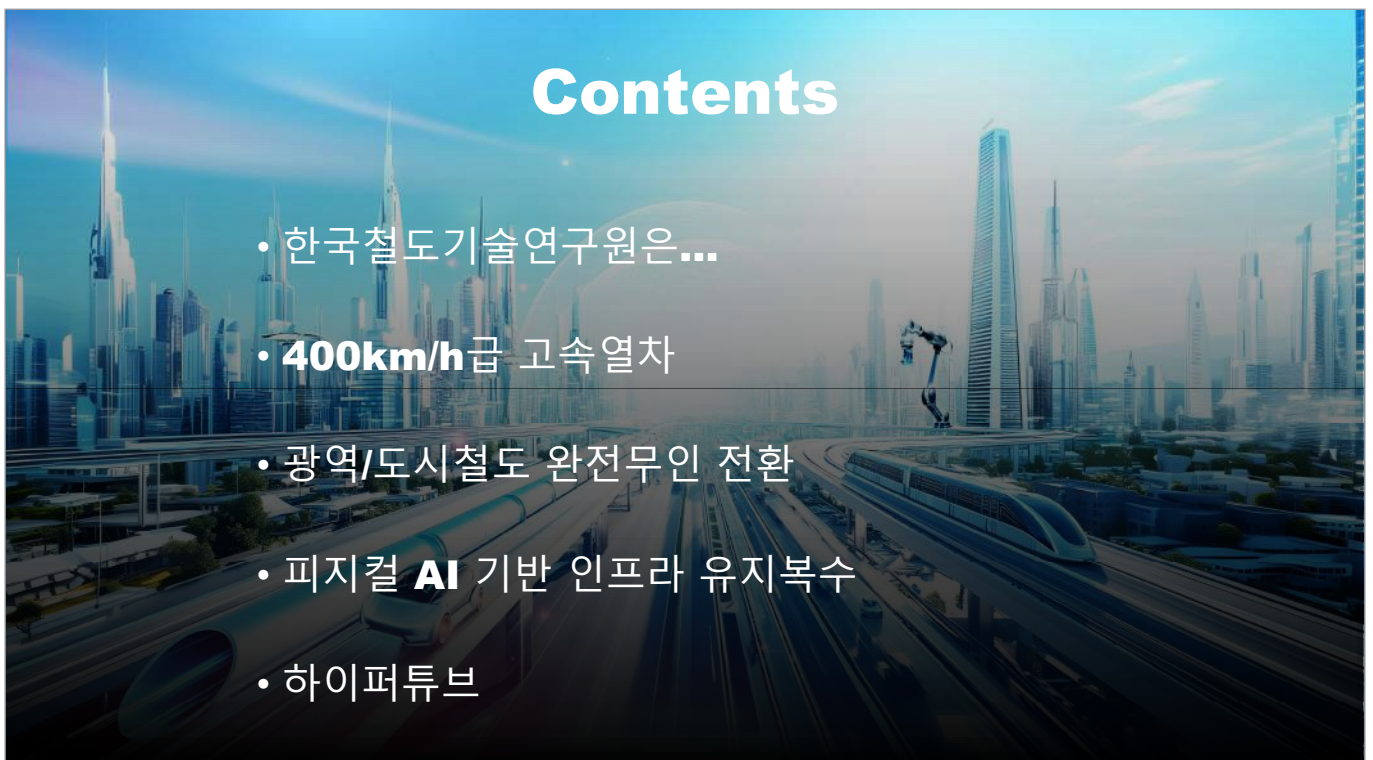 Contents
• 한국철도기술연구원은...
• 400km/h급 고속열차
• 광역/도시철도 완전무인 전환
• 피지컬 AI 기반 인프라 유지복수
• 하이퍼튜브